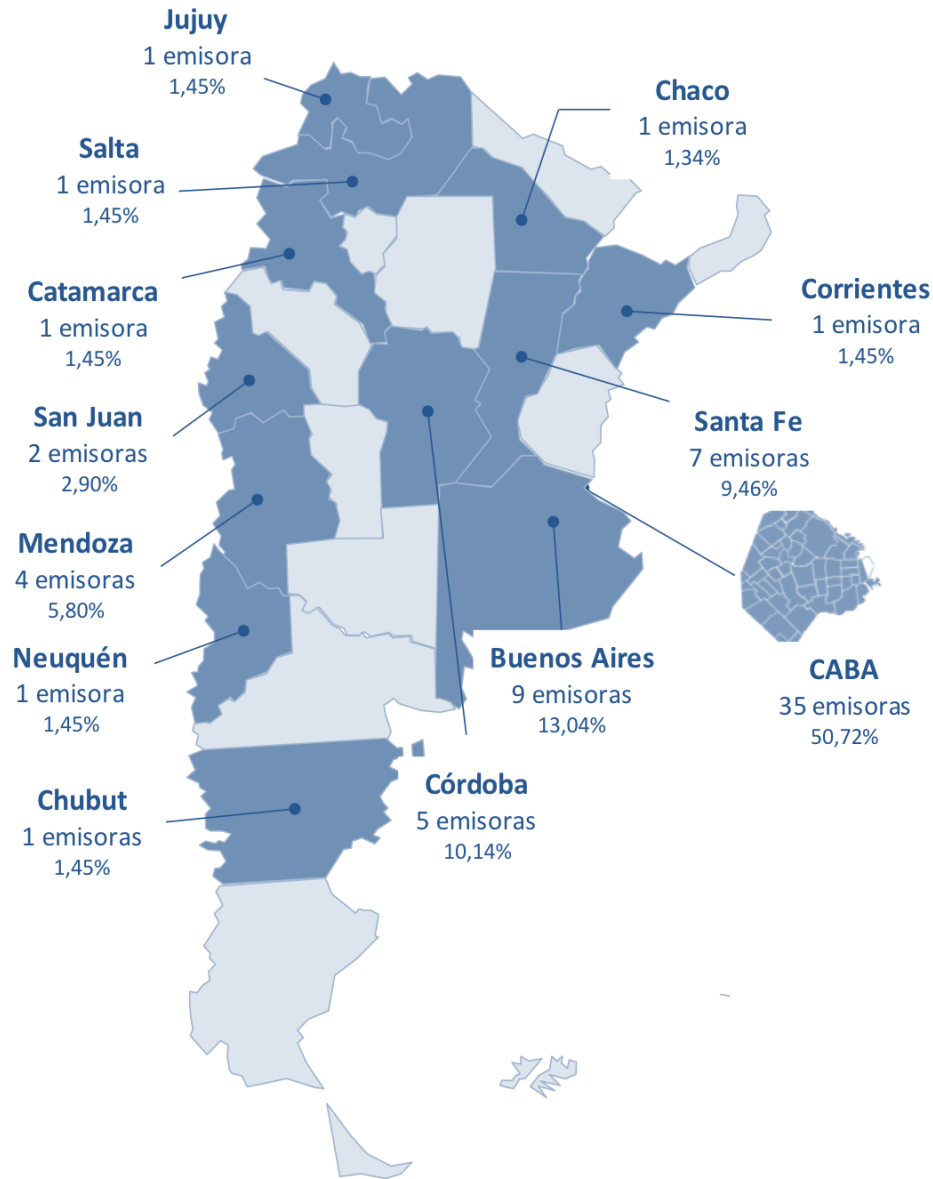 Jujuy
1 emisora
1,45%
Chaco
1 emisora
1,34%
Salta
1 emisora
1,45%
Catamarca
1 emisora
1,45%
Corrientes
1 emisora
1,45%
San Juan
2 emisoras
2,90%
Santa Fe
7 emisoras
9,46%
Mendoza
4 emisoras
5,80%
Neuquén
1 emisora
1,45%
Buenos Aires
9 emisoras
13,04%
CABA
35 emisoras
50,72%
Chubut
1 emisoras
1,45%
Córdoba
5 emisoras
10,14%